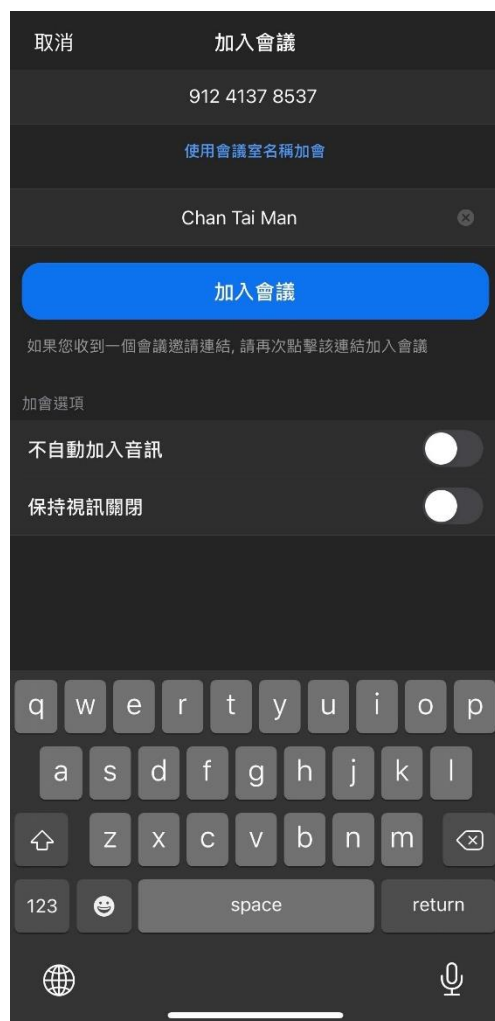 取消 加入會議
912 4137 8537
使用會議室名稱加會
Chan Tai Man
加入會議
如果您收到一個會議邀請連結, 請再次點擊該連結加入會議
加會選項
不自動加入音訊
保持視訊關閉
q w e r t y u i o p
a s d f g h j k l
z x c v b n m
123 space return